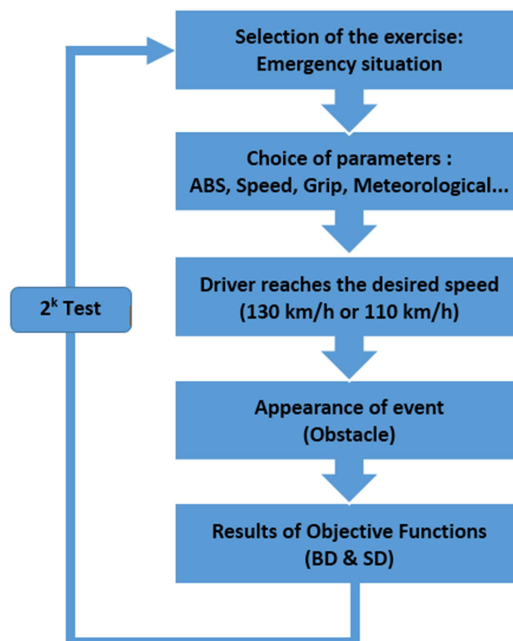 Selection of the exercise:
Emergency situation
Choice of parameters :
ABS, Speed, Grip, Meteorological...
Driver reaches the desired speed
(130 km/h or 110 km/h)
2ᵏ Test
Appearance of event
(Obstacle)
Results of Objective Functions
(BD & SD)